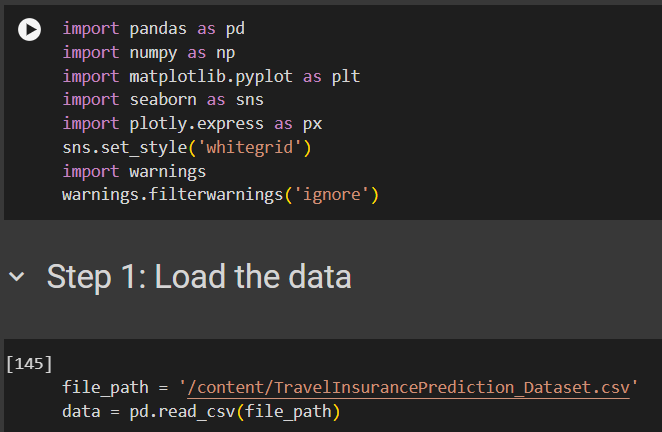 import pandas as pd
import numpy as np
import matplotlib.pyplot as plt
import seaborn as sns
import plotly.express as px
sns.set_style('whitegrid')
import warnings
warnings.filterwarnings('ignore')
Step 1: Load the data
[145]
file_path = '/content/TravelInsurancePrediction_Dataset.csv'
data = pd.read_csv(file_path)